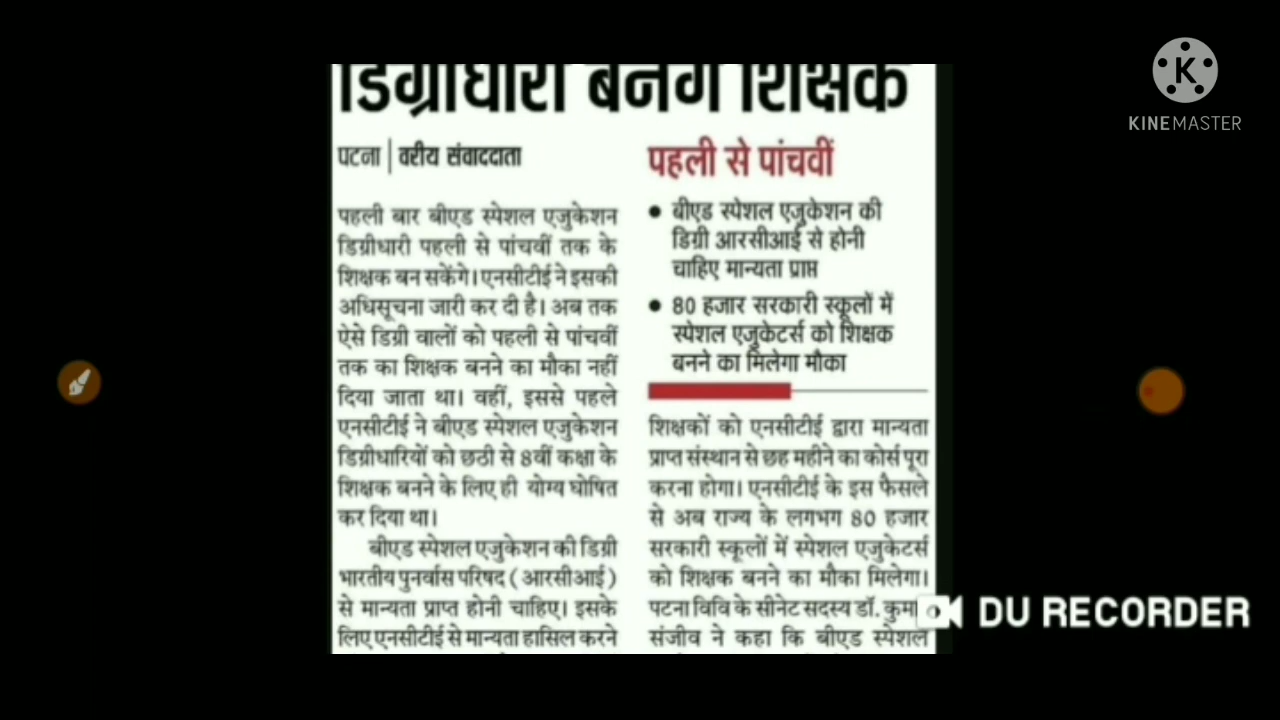 डिग्रीधारी बनेंगे शिक्षक
पटना | वरीय संवाददाता
पहली बार बीएड स्पेशल एजुकेशन
डिग्रीधारी पहली से पांचवीं तक के
शिक्षक बन सकेंगे। एनसीटीई ने इसकी
अधिसूचना जारी कर दी है। अब तक
ऐसे डिग्री वालों को पहली से पांचवीं
तक का शिक्षक बनने का मौका नहीं
दिया जाता था। वहीं, इससे पहले
एनसीटीई ने बीएड स्पेशल एजुकेशन
डिग्रीधारियों को छठी से 8वीं कक्षा के
शिक्षक बनने के लिए ही योग्य घोषित
कर दिया था।
बीएड स्पेशल एजुकेशन की डिग्री
भारतीय पुनर्वास परिषद (आरसीआई)
से मान्यता प्राप्त होनी चाहिए। इसके
लिए एनसीटीई से मान्यता हासिल करने
पहली से पांचवीं
● बीएड स्पेशल एजुकेशन की
डिग्री आरसीआई से होनी
चाहिए मान्यता प्राप्त
● 80 हजार सरकारी स्कूलों में
स्पेशल एजुकेटर्स को शिक्षक
बनने का मिलेगा मौका
शिक्षकों को एनसीटीई द्वारा मान्यता
प्राप्त संस्थान से छह महीने का कोर्स पूरा
करना होगा। एनसीटीई के इस फैसले
से अब राज्य के लगभग 80 हजार
सरकारी स्कूलों में स्पेशल एजुकेटर्स
को शिक्षक बनने का मौका मिलेगा।
पटना विवि के सीनेट सदस्य डॉ. कुमा
संजीव ने कहा कि बीएड स्पेशल
K
KINEMASTER
DU RECORDER